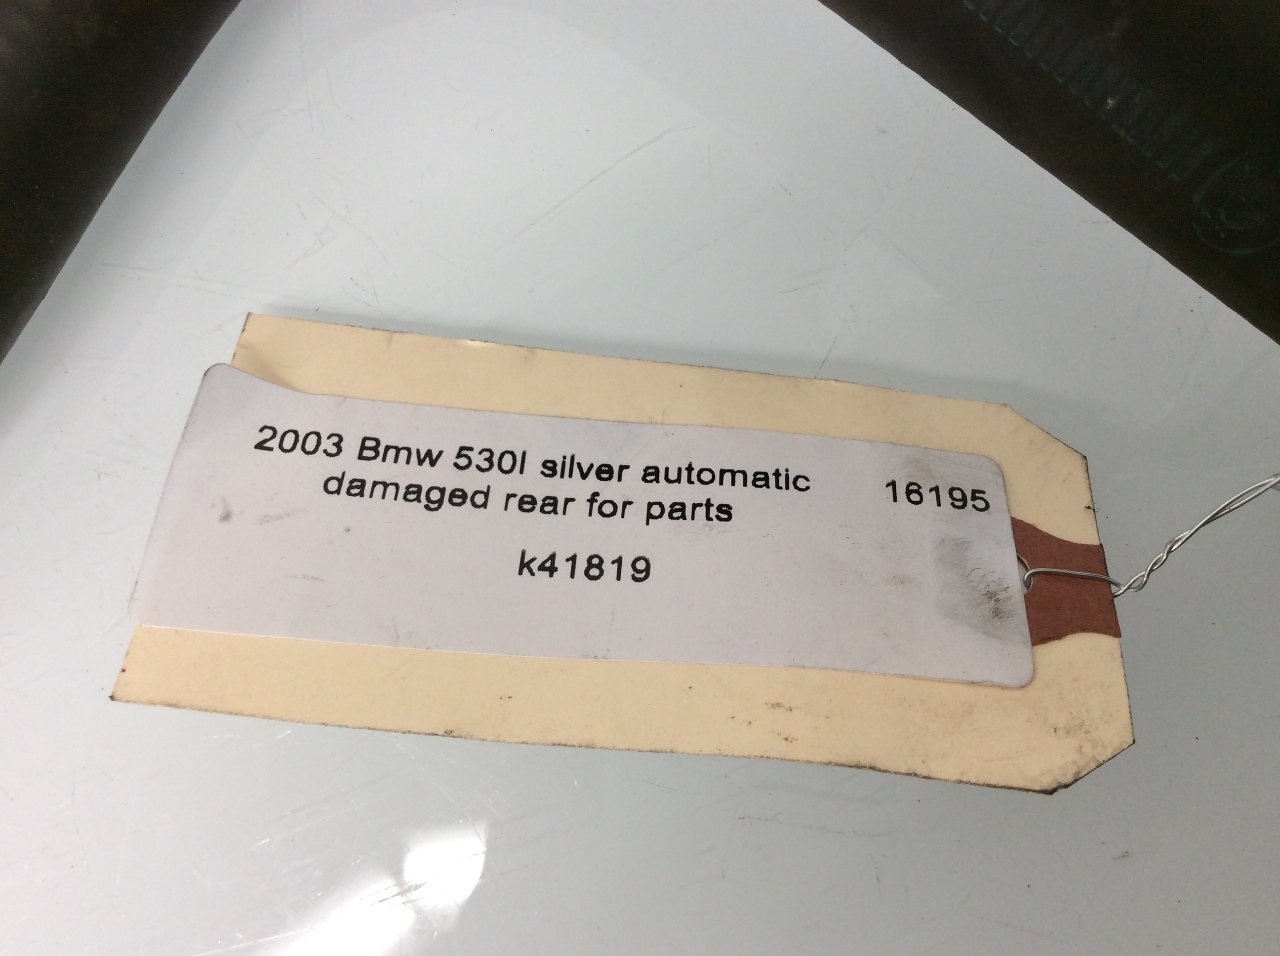 2003 Bmw 530I silver automatic 16195
damaged rear for parts
k41819